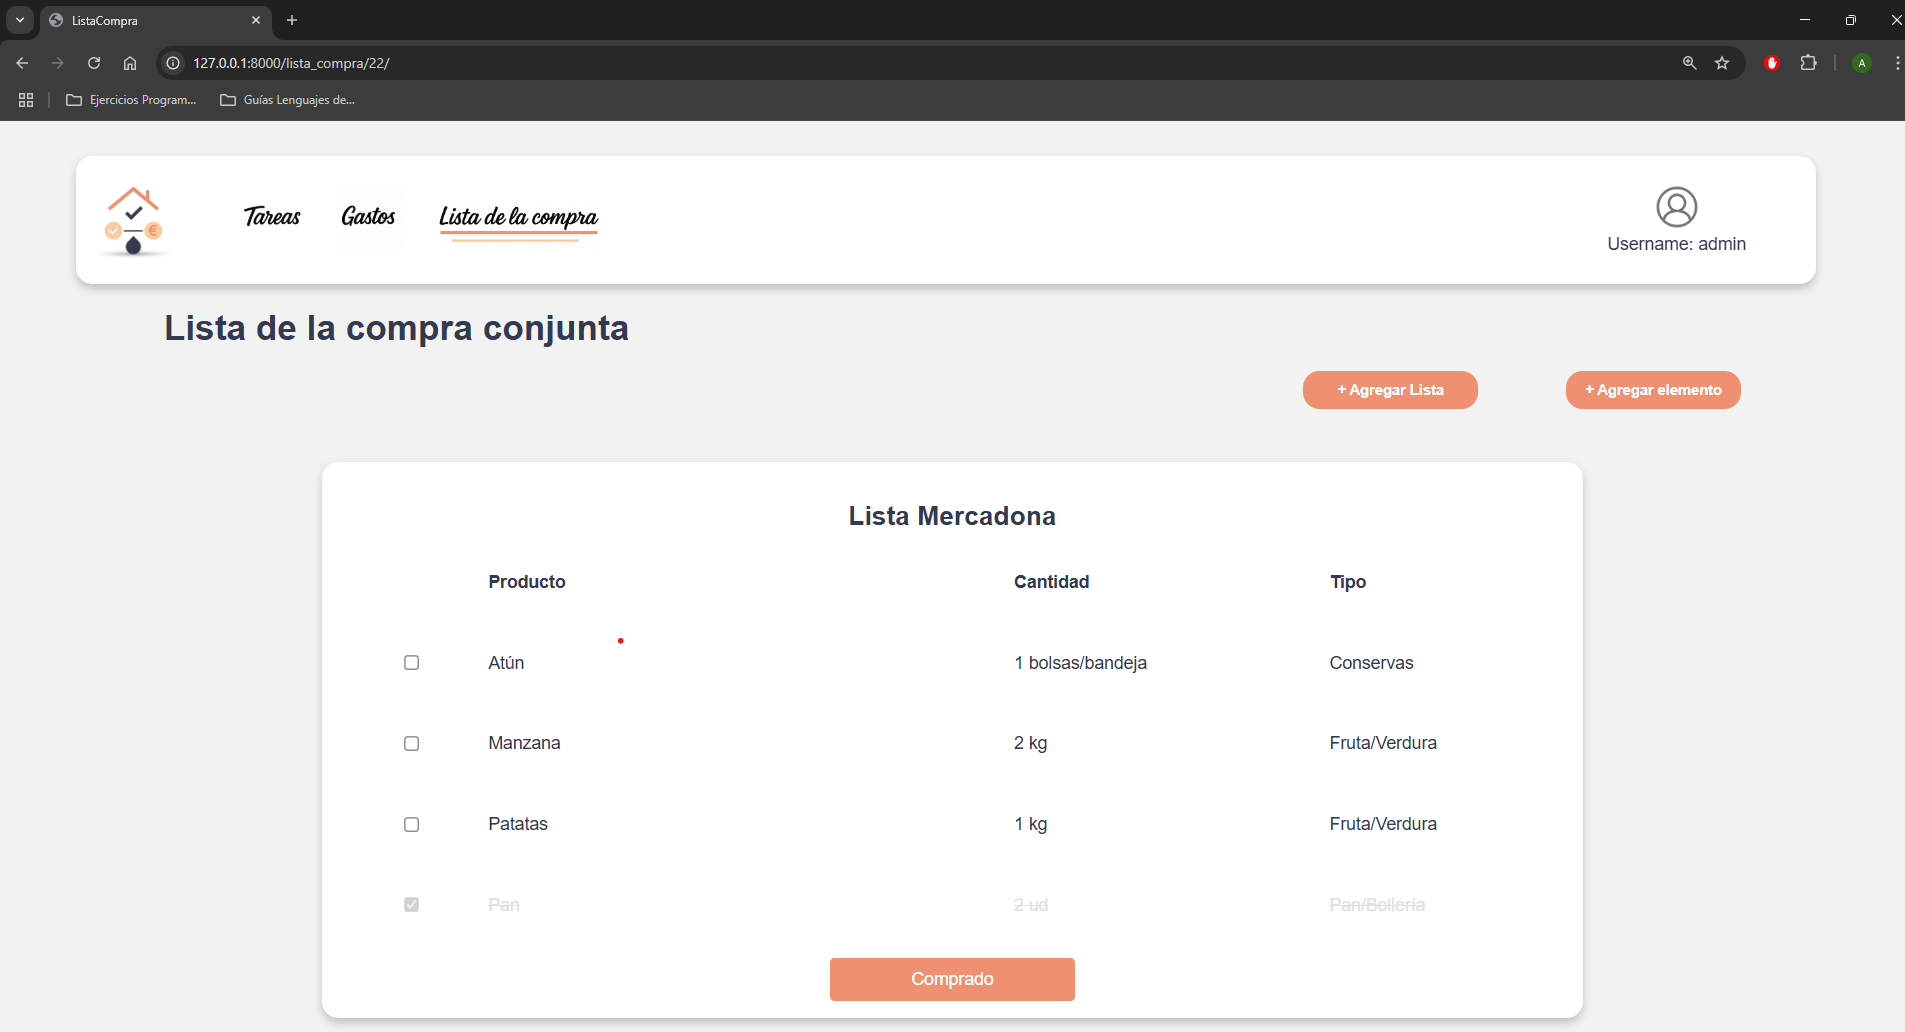 ListaCompra
127.0.0.1:8000/lista_compra/22/
A
Ejercicios Program...
Guías Lenguajes de...
Tareas
Gastos
Lista de la compra
€
Username: admin
Lista de la compra conjunta
+ Agregar Lista
+ Agregar elemento
Lista Mercadona
Producto Cantidad Tipo
Atún 1 bolsas/bandeja Conservas
Manzana 2 kg Fruta/Verdura
Patatas 1 kg Fruta/Verdura
Pan 2 ud Pan/Bollería
Comprado